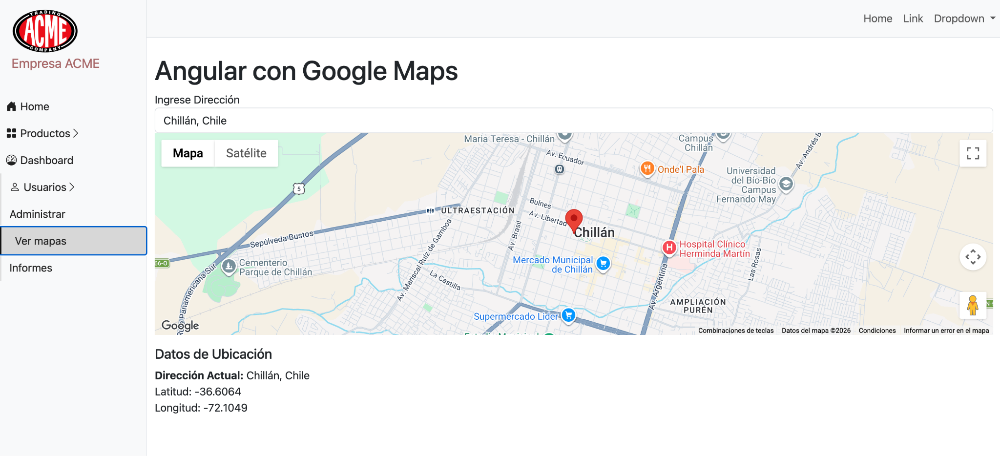 TRADING
ACME
COMPANY
Empresa ACME
Home
Productos
Dashboard
Usuarios
Administrar
Ver mapas
Informes
Home
Link
Dropdown
Angular con Google Maps
Ingrese Dirección
Chillán, Chile
Mapa
Satélite
Maria Teresa - Chillán
Campus
Chillán
Av. Andrés B
Av. Ecuador
Onde'l Pala
Universidad
del Bío-Bío
Campus
Fernando May
5
Bulnes
efe
ULTRAESTACIÓN
Av. Libertad
Chillán
Av. Brasil
Sepúlveda Bustos
Av. Mariscal Ruiz de Gamboa
H
Hospital Clínico
Herminda Martín
Las Rosas
66-O
Cementerio
Parque de Chillán
Mercado Municipal
de Chillán
La Castilla
Av. Argentina
AMPLIACIÓN
PURÉN
Panamericana Sur
Supermercado Lider
N-5
Google
Combinaciones de teclas
Datos del mapa ©2026
Condiciones
Informar un error en el mapa
Datos de Ubicación
Dirección Actual: Chillán, Chile
Latitud: -36.6064
Longitud: -72.1049